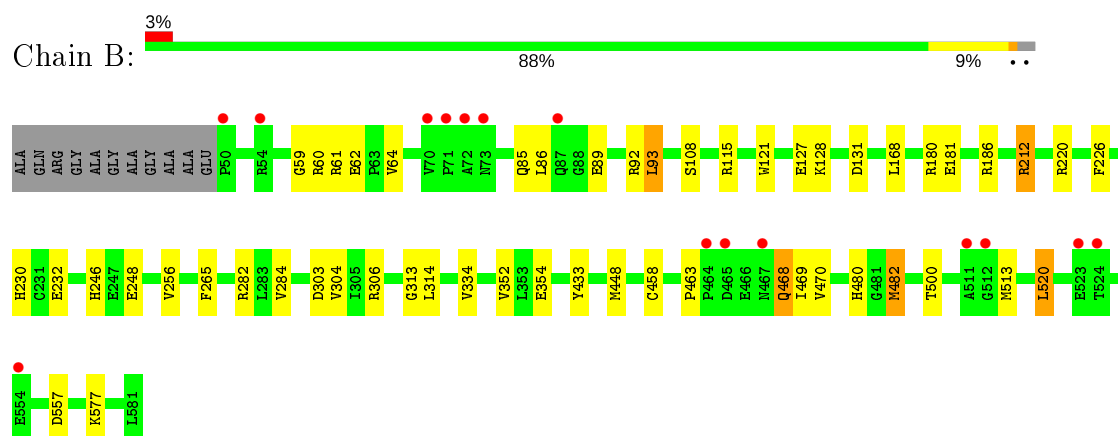 3%
Chain B:
88% 9% • •
ALA GLN ARG GLY ALA GLY ALA GLY ALA ALA GLU P50 R54 G59 R60 R61 E62 P63 V64 V70 P71 A72 N73 Q85 L86 Q87 G88 E89 R92 L93 S108 R115 W121 E127 K128 D131 L168 R180 E181 R186 R212 R220 F226
H230 C231 E232 H246 E247 E248 V256 F265 R282 L283 V284 D303 V304 I305 R306 G313 L314 V334 V352 L353 E354 Y433 M448 C458 P463 P464 D465 E466 N467 Q468 I469 V470 H480 G481 M482 T500 A511 G512 M513 L520 E523 T524
E554 D557 K577 L581